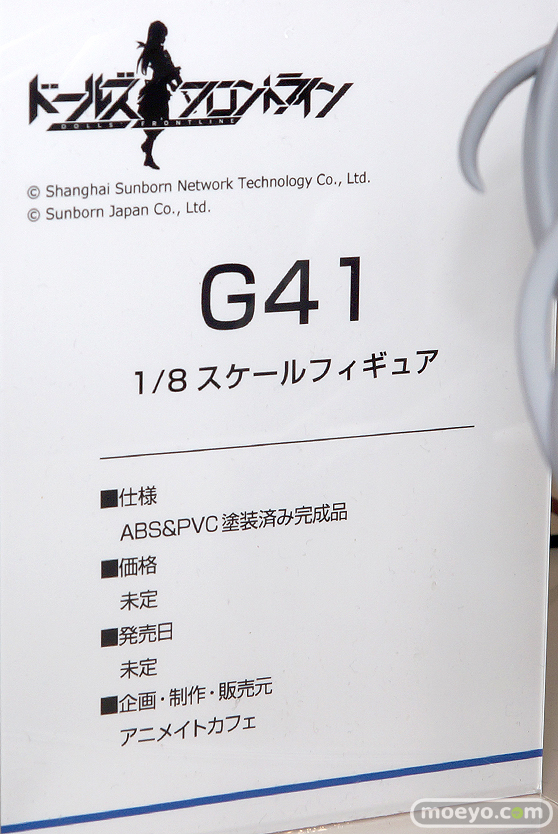 ドールズフロントライン
DOLLS' FRONTLINE
© Shanghai Sunborn Network Technology Co., Ltd.
© Sunborn Japan Co., Ltd.
G41
1/8スケールフィギュア
■仕様
ABS&PVC塗装済み完成品
■価格
未定
■発売日
未定
■企画・制作・販売元
アニメイトカフェ
moeyo.com